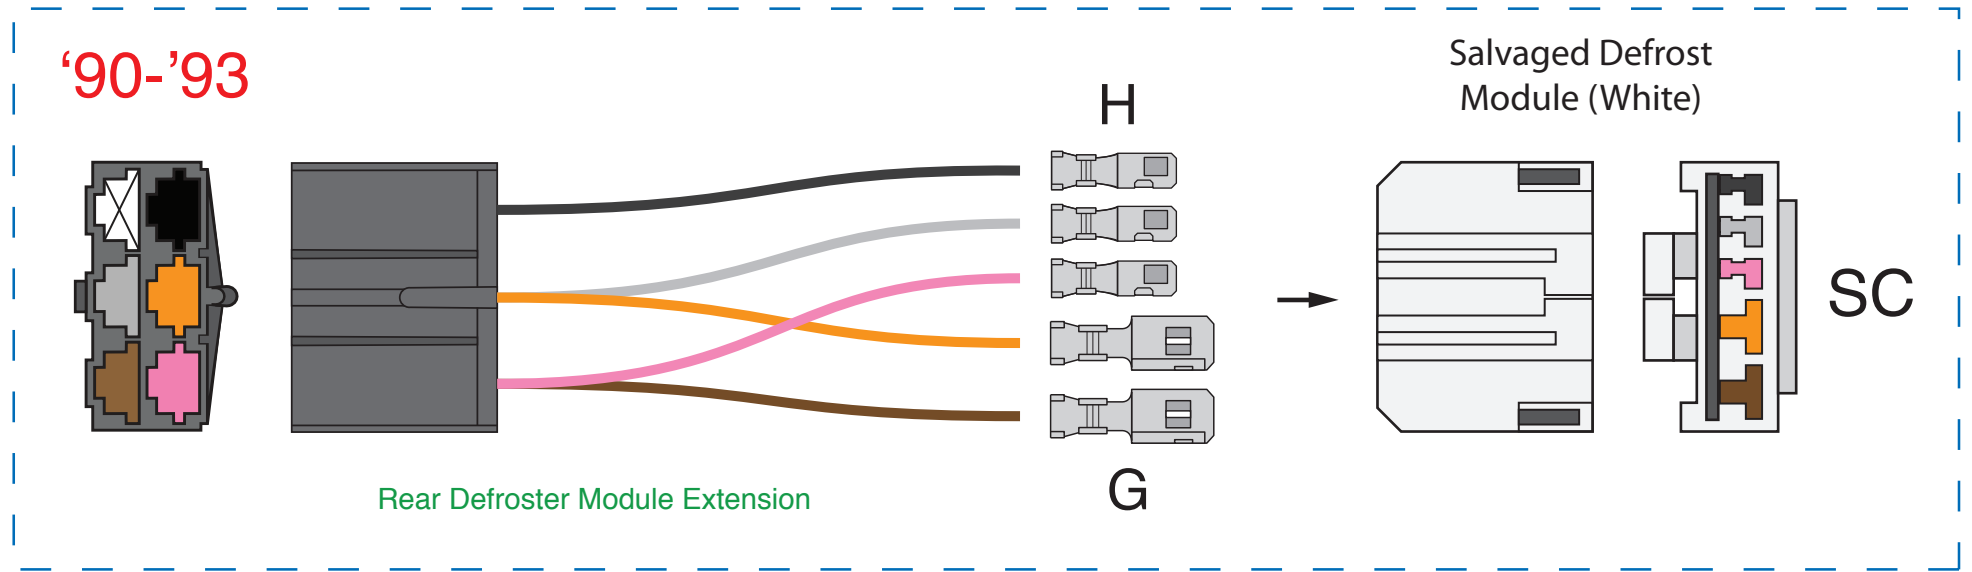 ‘90-’93
H
Salvaged Defrost
Module (White)
SC
G
Rear Defroster Module Extension